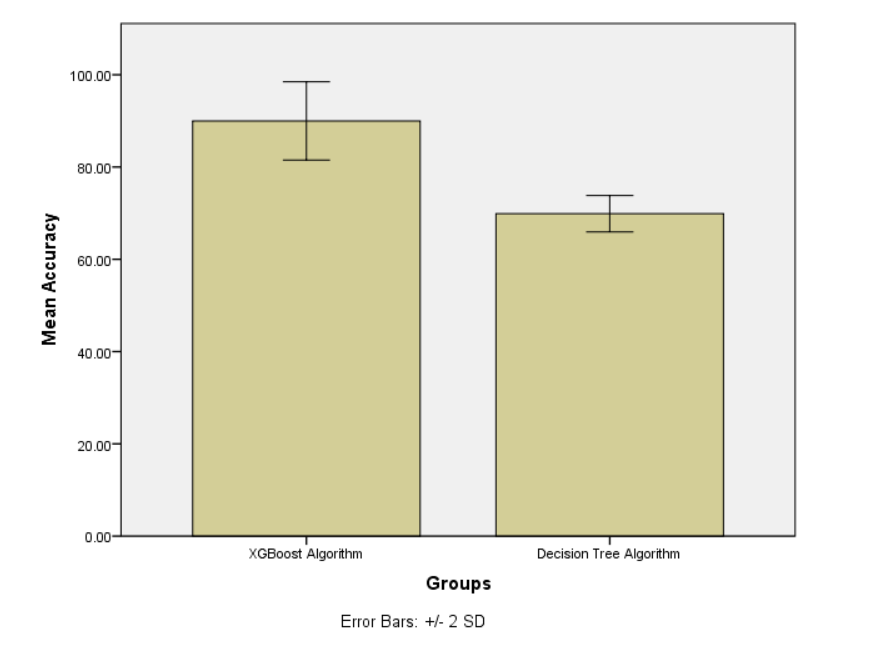 Mean Accuracy
100.00
80.00
60.00
40.00
20.00
0.00
XGBoost Algorithm
Decision Tree Algorithm
Groups
Error Bars: +/- 2 SD